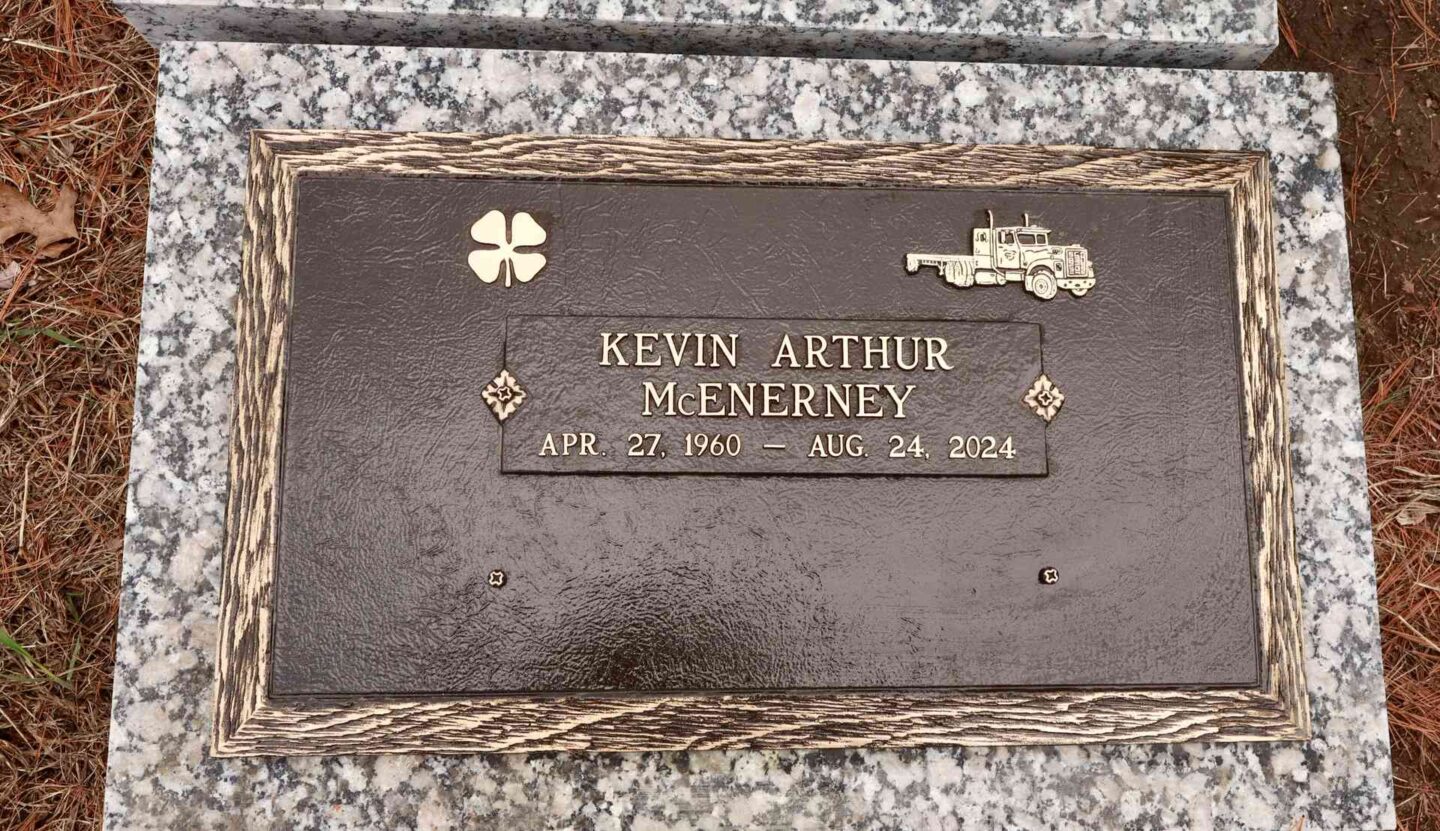 KEVIN ARTHUR
McENERNEY
APR. 27, 1960 — AUG. 24, 2024